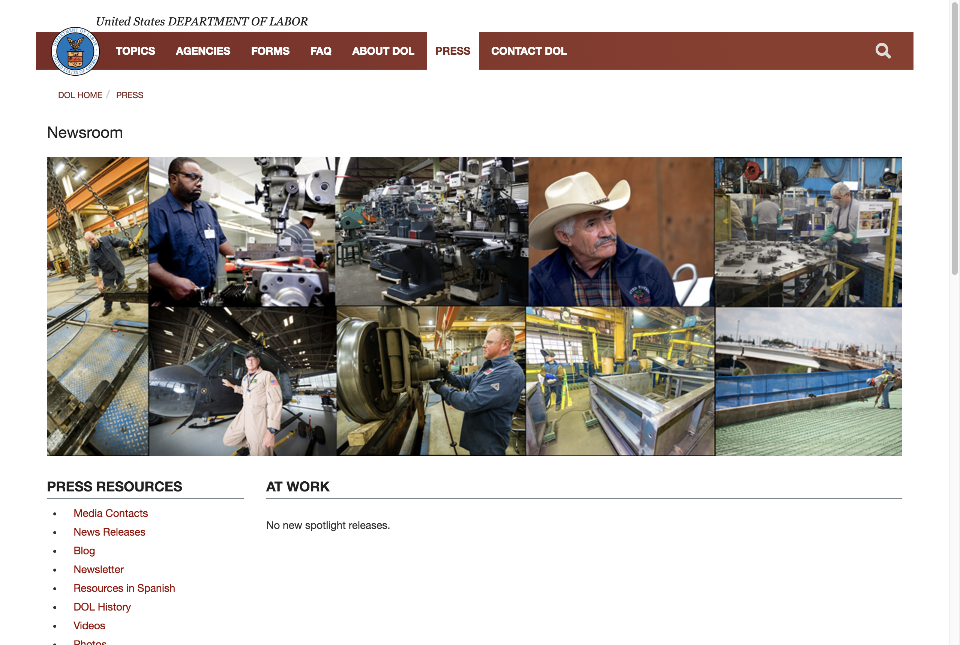 United States DEPARTMENT OF LABOR
TOPICS AGENCIES FORMS FAQ ABOUT DOL PRESS CONTACT DOL
DOL HOME / PRESS
Newsroom
PRESS RESOURCES
Media Contacts
News Releases
Blog
Newsletter
Resources in Spanish
DOL History
Videos
Photos
AT WORK
No new spotlight releases.